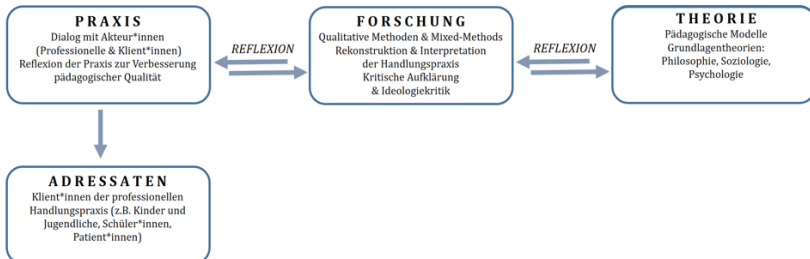 PRAXIS
Dialog mit Akteur*innen
(Professionelle & Klient*innen)
Reflexion der Praxis zur Verbesserung
pädagogischer Qualität
REFLEXION
FORSCHUNG
Qualitative Methoden & Mixed-Methods
Rekonstruktion & Interpretation
der Handlungspraxis
Kritische Aufklärung
& Ideologiekritik
REFLEXION
THEORIE
Pädagogische Modelle
Grundlagentheorien:
Philosophie, Soziologie,
Psychologie
ADRESSATEN
Klient*innen der professionellen
Handlungspraxis (z.B. Kinder und
Jugendliche, Schüler*innen,
Patient*innen)